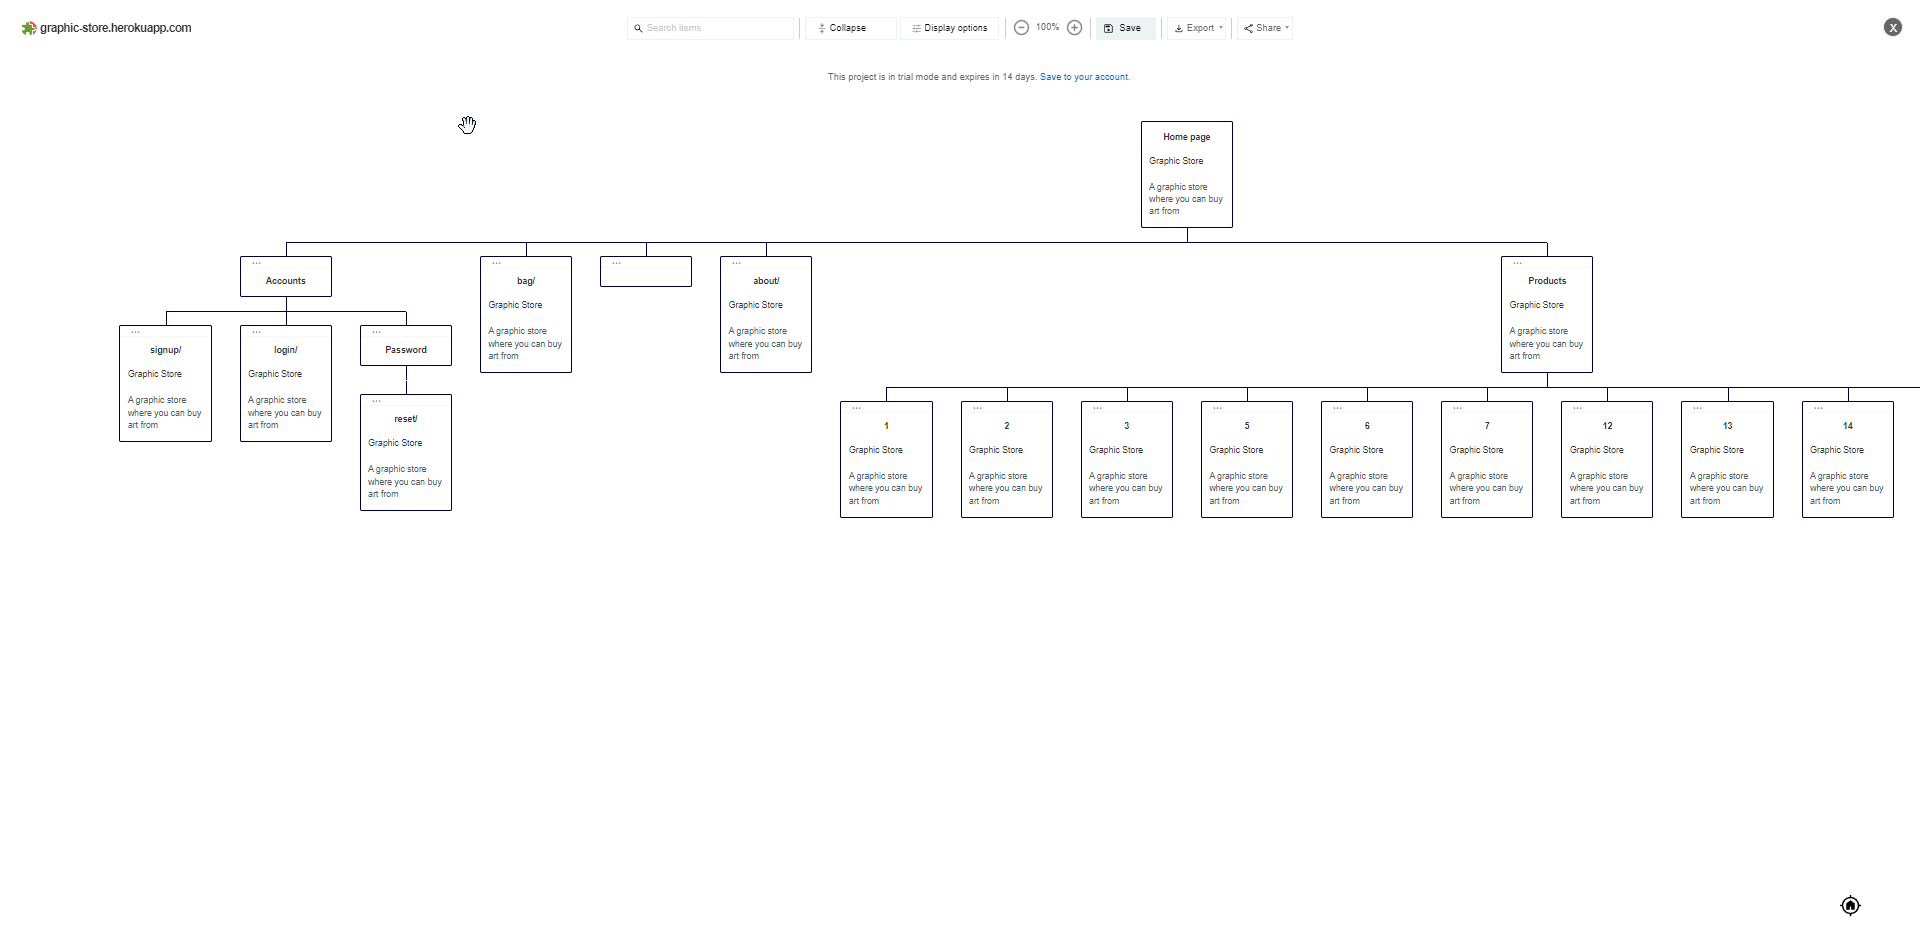 graphic-store.herokuapp.com
Search items
Collapse
Display options
100%
Save
Export
Share
X
This project is in trial mode and expires in 14 days. Save to your account.
Home page
Graphic Store
A graphic store
where you can buy
art from
Accounts
signup/
Graphic Store
A graphic store
where you can buy
art from
login/
Graphic Store
A graphic store
where you can buy
art from
Password
reset/
Graphic Store
A graphic store
where you can buy
art from
bag/
Graphic Store
A graphic store
where you can buy
art from
about/
Graphic Store
A graphic store
where you can buy
art from
Products
Graphic Store
A graphic store
where you can buy
art from
1
Graphic Store
A graphic store
where you can buy
art from
2
Graphic Store
A graphic store
where you can buy
art from
3
Graphic Store
A graphic store
where you can buy
art from
5
Graphic Store
A graphic store
where you can buy
art from
6
Graphic Store
A graphic store
where you can buy
art from
7
Graphic Store
A graphic store
where you can buy
art from
12
Graphic Store
A graphic store
where you can buy
art from
13
Graphic Store
A graphic store
where you can buy
art from
14
Graphic Store
A graphic store
where you can buy
art from